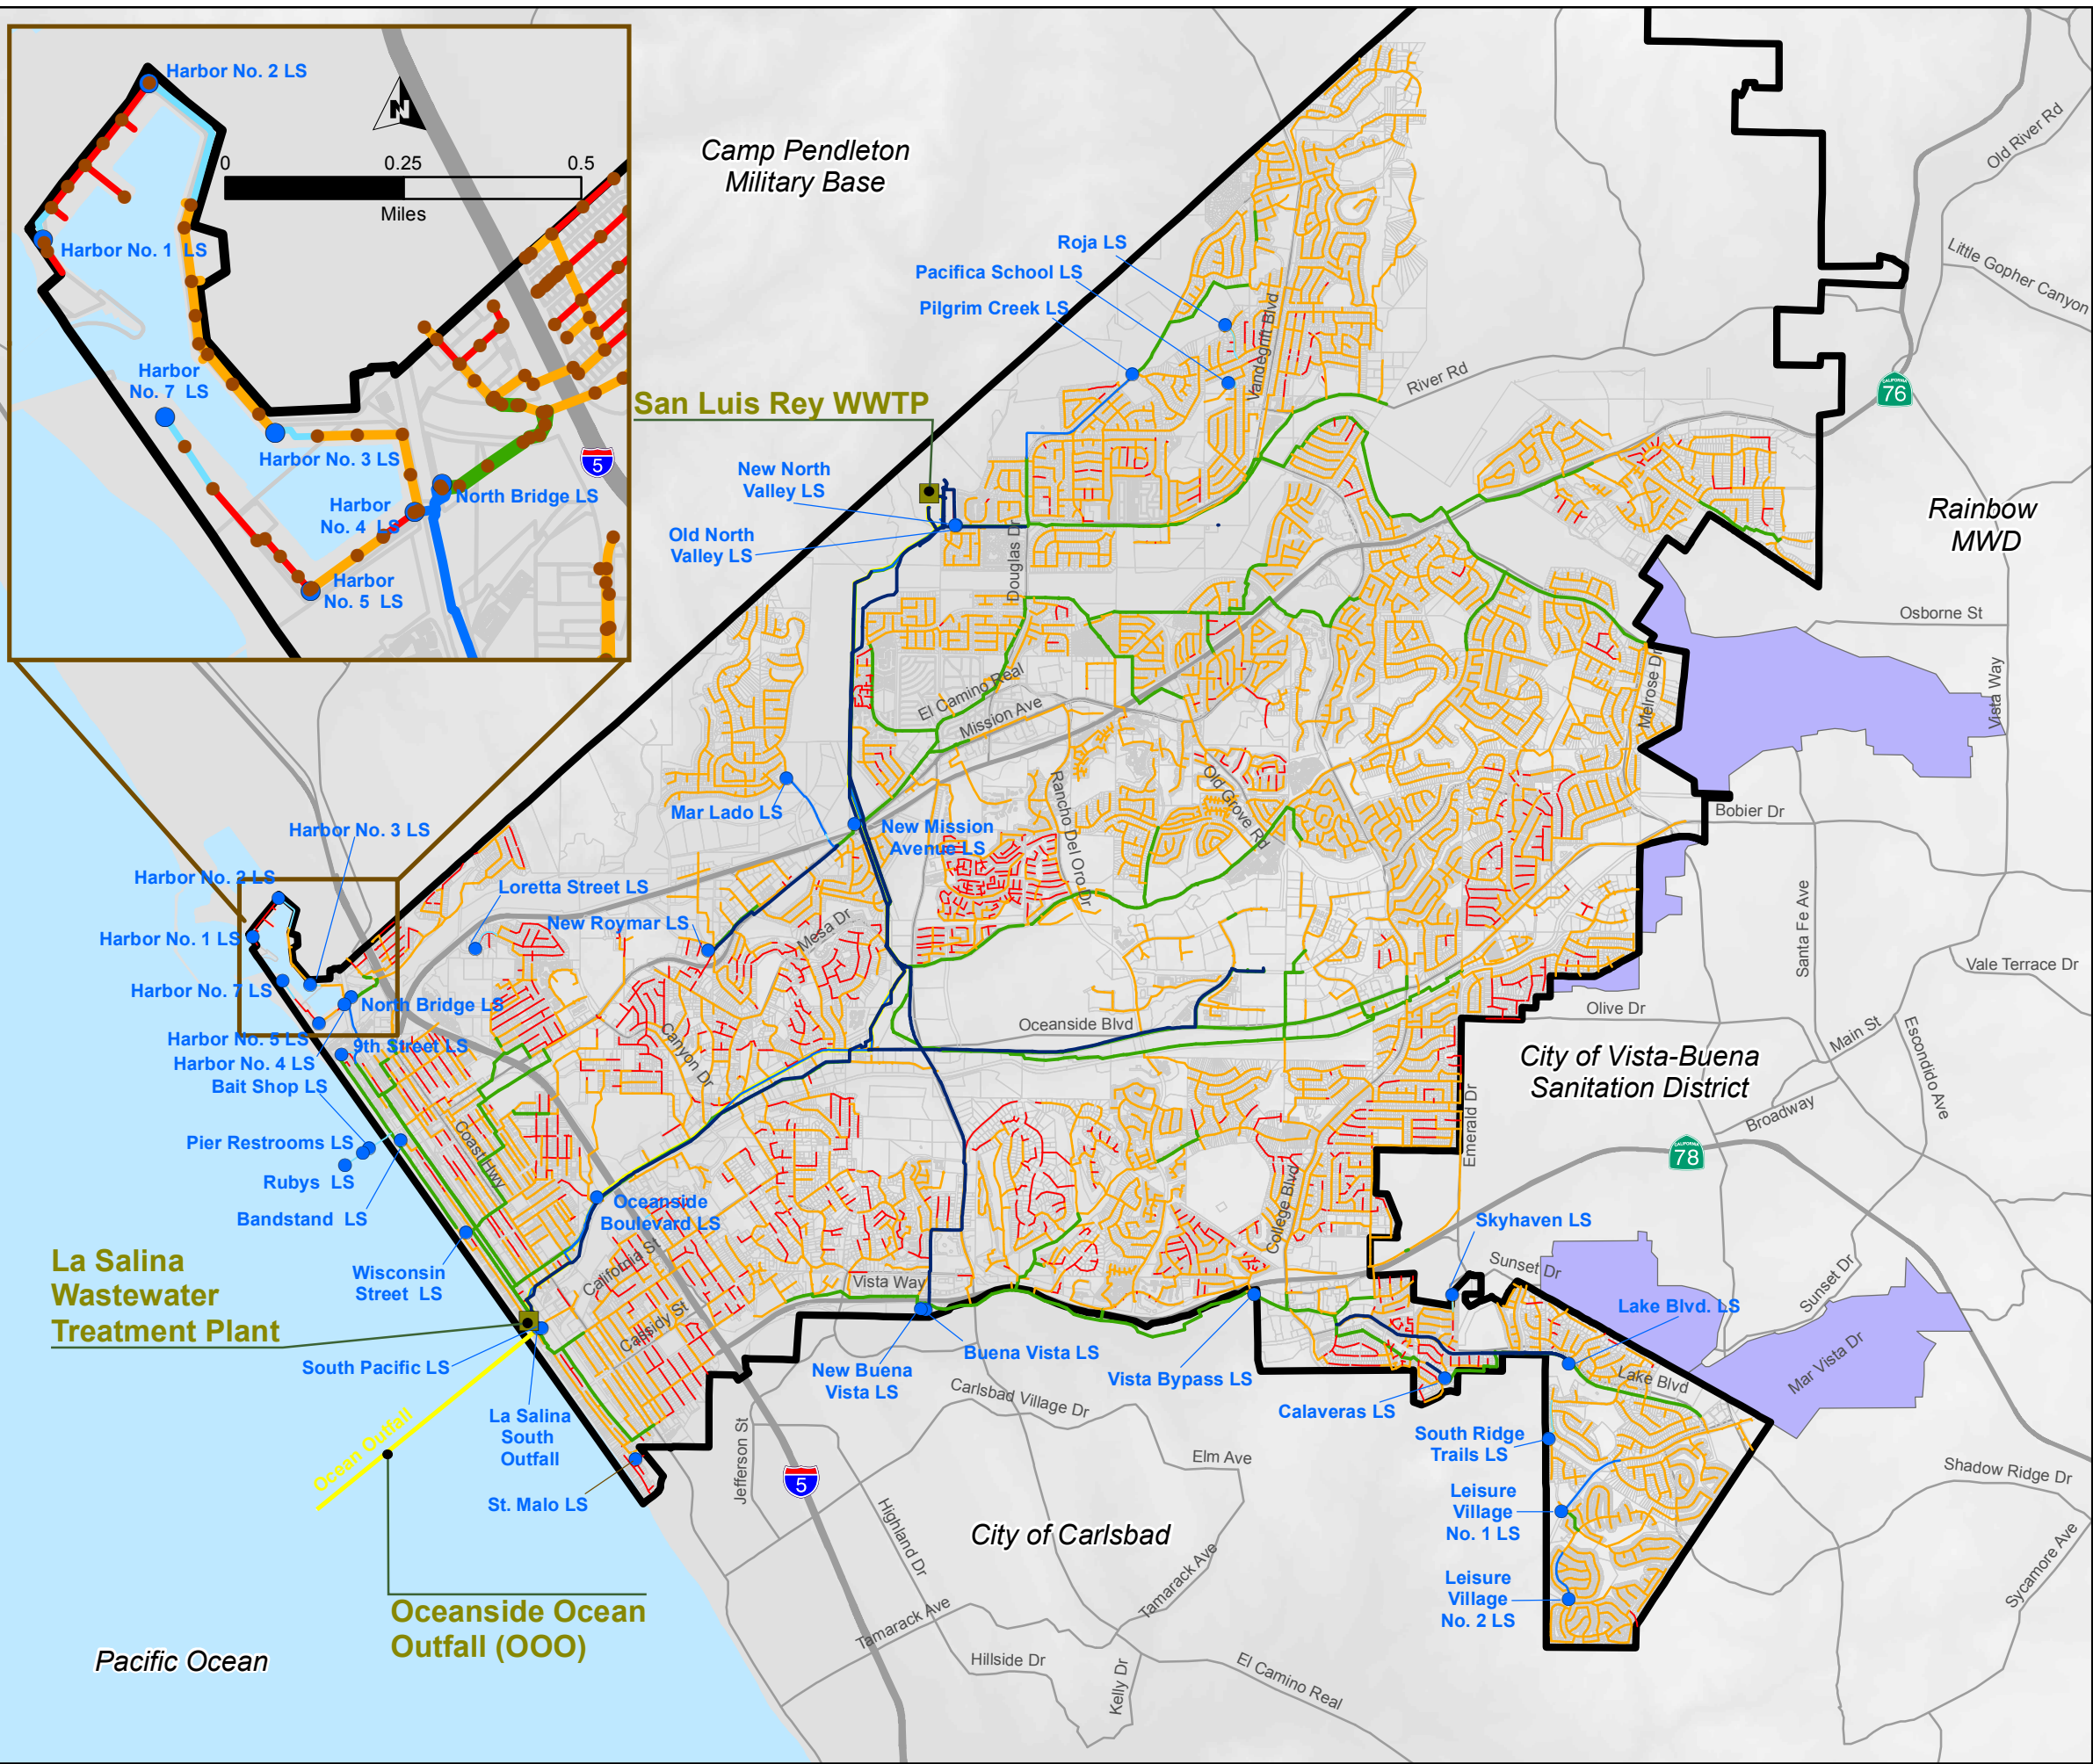 Harbor No. 2 LS
N
0
0.25
0.5
Miles
Harbor No. 1 LS
Harbor
No. 7 LS
Harbor No. 3 LS
Harbor
No. 4 LS
North Bridge LS
5
Harbor
No. 5 LS
Camp Pendleton
Military Base
Roja LS
Pacifica School LS
Pilgrim Creek LS
Vandegrift Blvd
River Rd
Old River Rd
Little Gopher Canyon
CALIFORNIA
76
San Luis Rey WWTP
New North
Valley LS
Old North
Valley LS
Douglas Dr
Rainbow
MWD
Osborne St
Vista Way
Melrose Dr
El Camino Real
Mission Ave
Mar Lado LS
New Mission
Avenue LS
Rancho Del Oro Dr
Old Grove Rd
Bobier Dr
Santa Fe Ave
Vale Terrace Dr
Harbor No. 3 LS
Harbor No. 2 LS
Loretta Street LS
New Roymar LS
Mesa Dr
Harbor No. 1 LS
Harbor No. 7 LS
North Bridge LS
Harbor No. 5 LS
9th Street LS
Harbor No. 4 LS
Bait Shop LS
Canyon Dr
Oceanside Blvd
Olive Dr
Main St
Escondido Ave
City of Vista-Buena
Sanitation District
Broadway
Emerald Dr
CALIFORNIA
78
Pier Restrooms LS
Rubys LS
Bandstand LS
Coast Hwy
Oceanside
Boulevard LS
College Blvd
Skyhaven LS
Sunset Dr
Sunset Dr
La Salina
Wastewater
Treatment Plant
Wisconsin
Street LS
California St
Vista Way
Cassidy St
Lake Blvd. LS
Mar Vista Dr
Lake Blvd
South Pacific LS
New Buena
Vista LS
Buena Vista LS
Vista Bypass LS
Calaveras LS
Carlsbad Village Dr
Ocean Outfall
La Salina
South
Outfall
St. Malo LS
Jefferson St
5
Elm Ave
South Ridge
Trails LS
Shadow Ridge Dr
Leisure
Village
No. 1 LS
Highland Dr
City of Carlsbad
Tamarack Ave
Sycamore Ave
Leisure
Village
No. 2 LS
Oceanside Ocean
Outfall (OOO)
Tamarack Ave
Pacific Ocean
Hillside Dr
Kelly Dr
El Camino Real